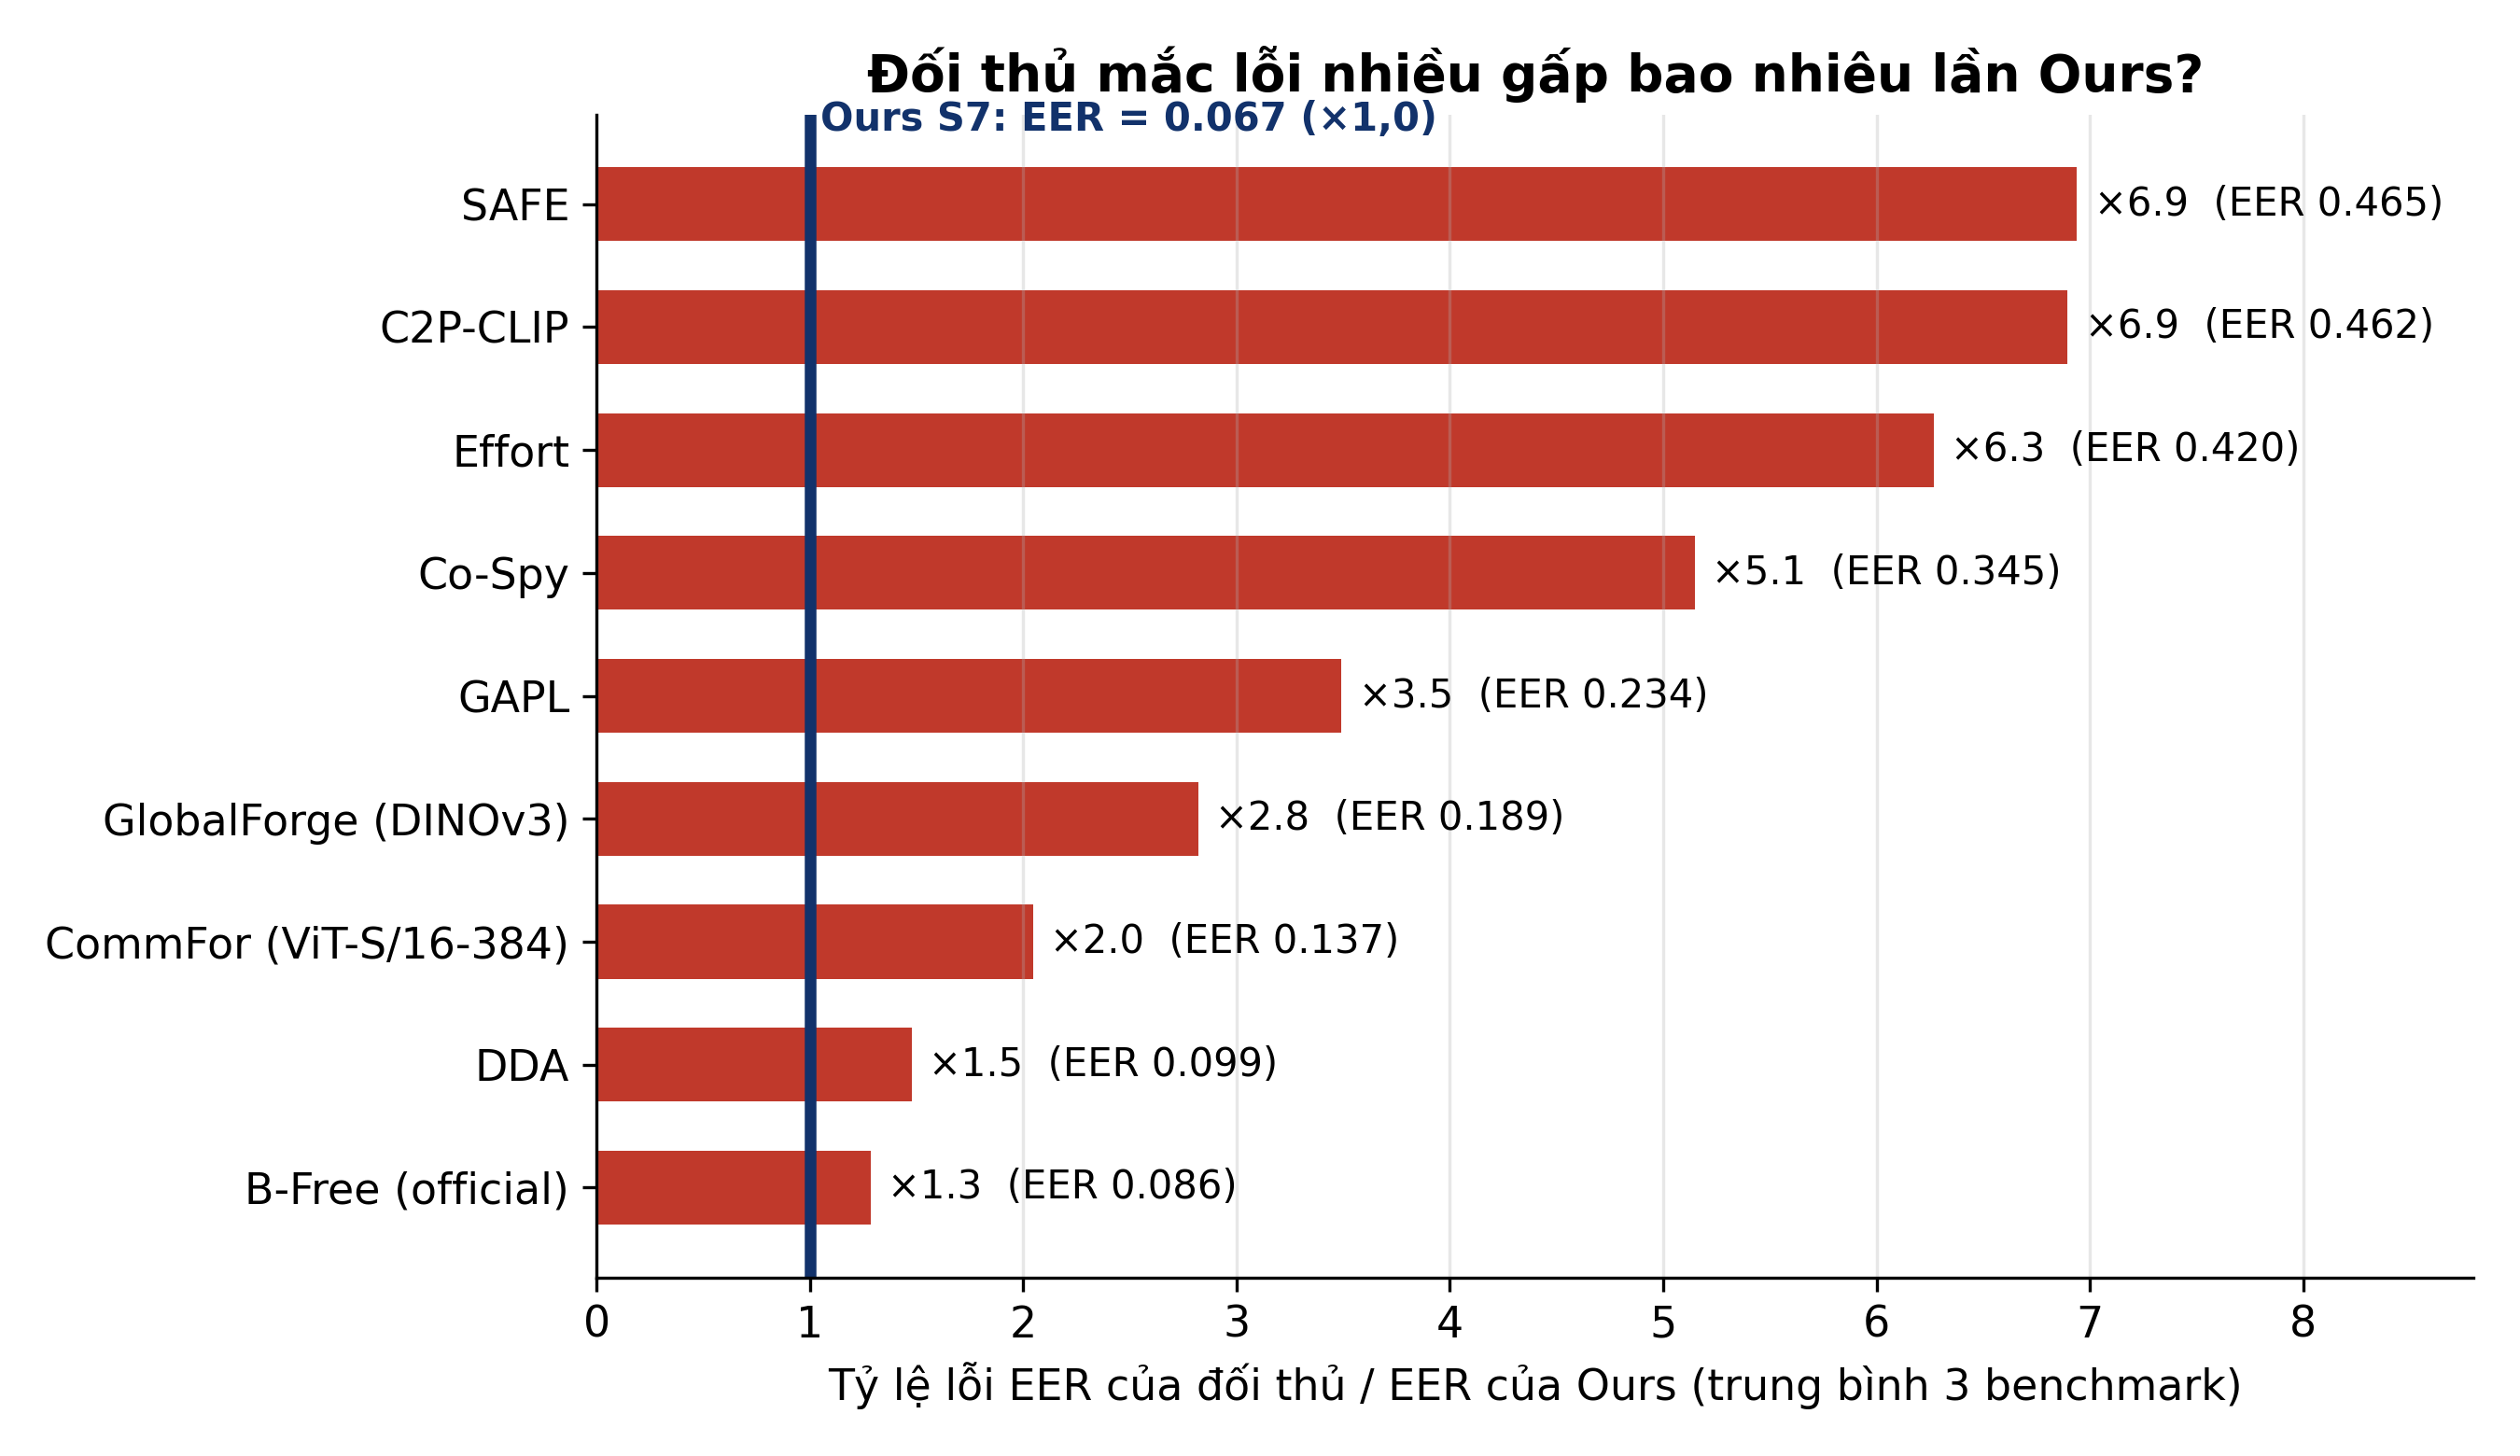 Đối thủ mắc lỗi nhiều gấp bao nhiêu lần Ours?
Ours S7: EER = 0.067 (×1,0)
SAFE ×6.9 (EER 0.465)
C2P-CLIP ×6.9 (EER 0.462)
Effort ×6.3 (EER 0.420)
Co-Spy ×5.1 (EER 0.345)
GAPL ×3.5 (EER 0.234)
GlobalForge (DINOv3) ×2.8 (EER 0.189)
CommFor (ViT-S/16-384) ×2.0 (EER 0.137)
DDA ×1.5 (EER 0.099)
B-Free (official) ×1.3 (EER 0.086)
0 1 2 3 4 5 6 7 8
Tỷ lệ lỗi EER của đối thủ / EER của Ours (trung bình 3 benchmark)